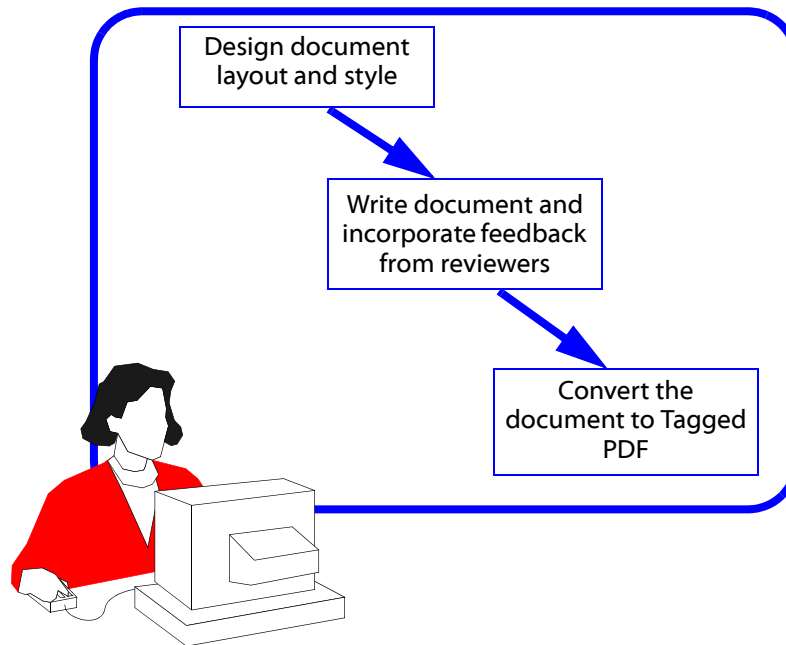 Design document
layout and style
Write document and
incorporate feedback
from reviewers
Convert the
document to Tagged
PDF